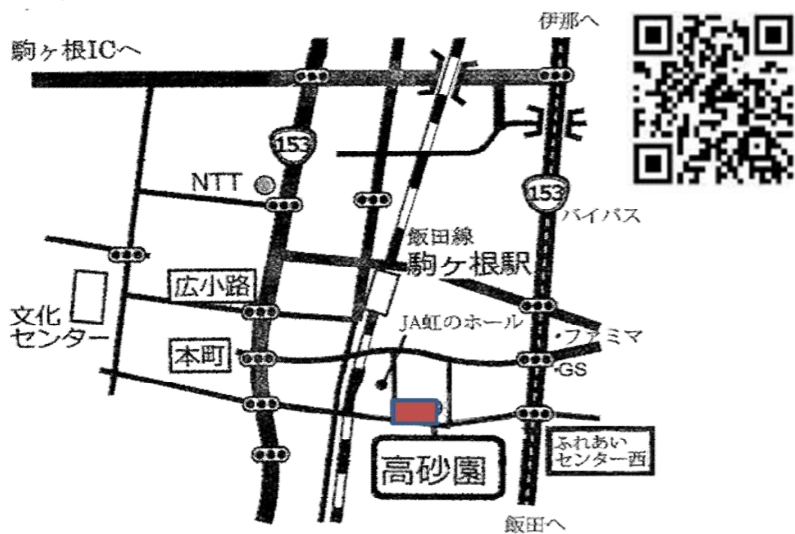 伊那へ
駒ヶ根ICへ
153
NTT
153
バイパス
飯田線
駒ヶ根駅
広小路
文化
センター
JA虹のホール
ファミマ
本町
GS
高砂園
ふれあい
センター西
飯田へ